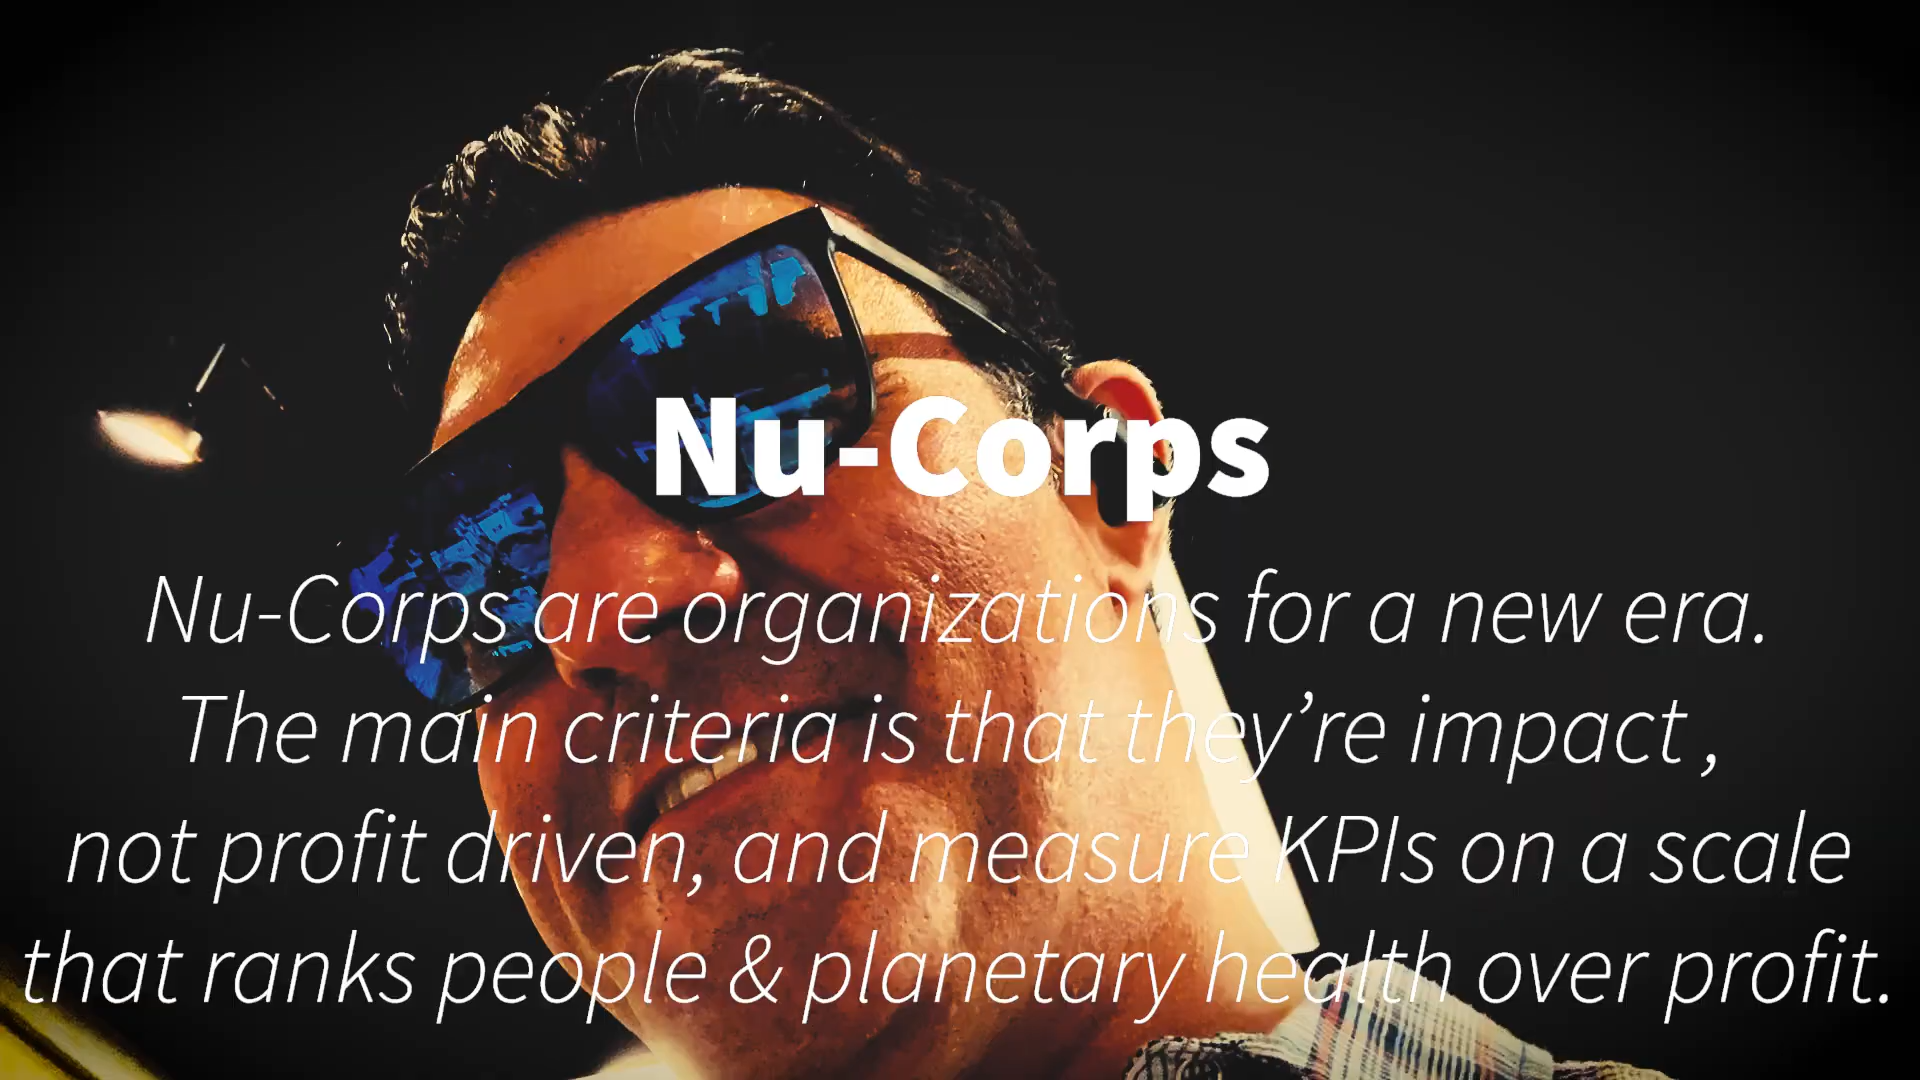 Nu-Corps
Nu-Corps are organizations for a new era.
The main criteria is that they’re impact ,
not profit driven, and measure KPIs on a scale
that ranks people & planetary health over profit.